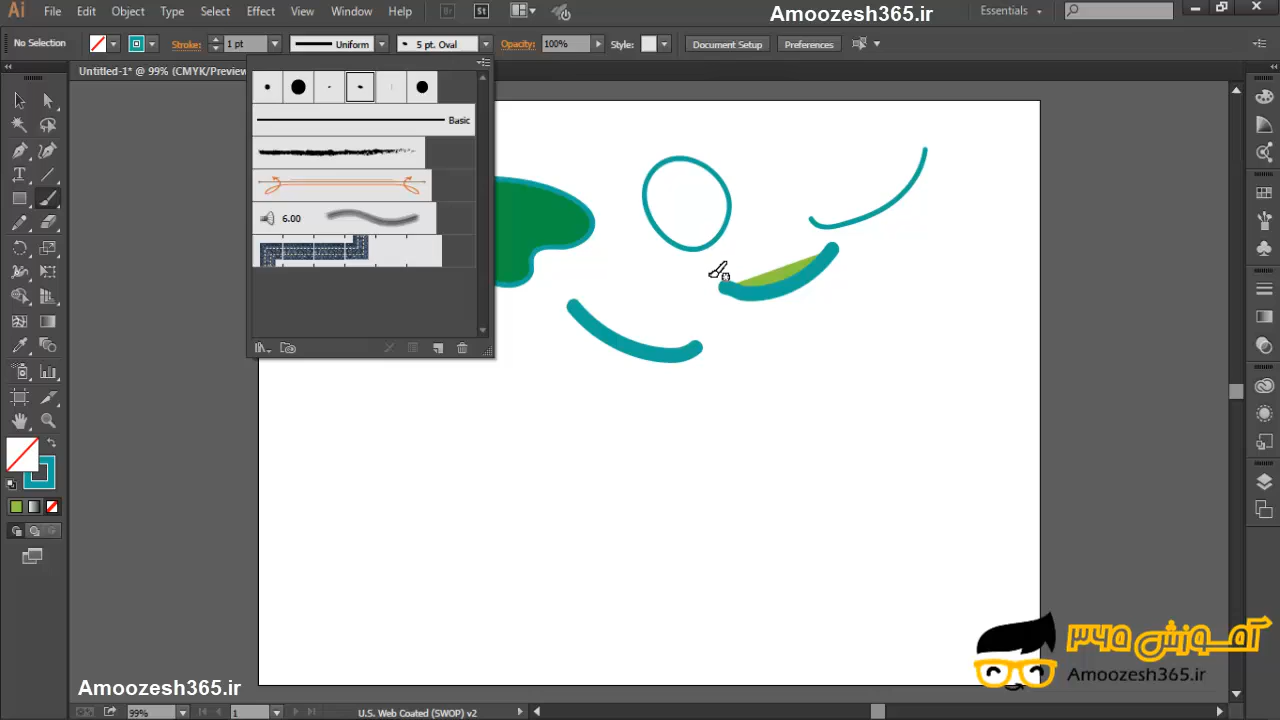 Ai File Edit Object Type Select Effect View Window Help Br St Amoozesh365.ir Essentials
No Selection Stroke: 1 pt Uniform 5 pt. Oval Opacity: 100% Style: Document Setup Preferences
Untitled-1* @ 99% (CMYK/Preview
Basic
6.00
آموزش ۳۶۵
Amoozesh365.ir
Amoozesh365.ir
99% 1 U.S. Web Coated (SWOP) v2